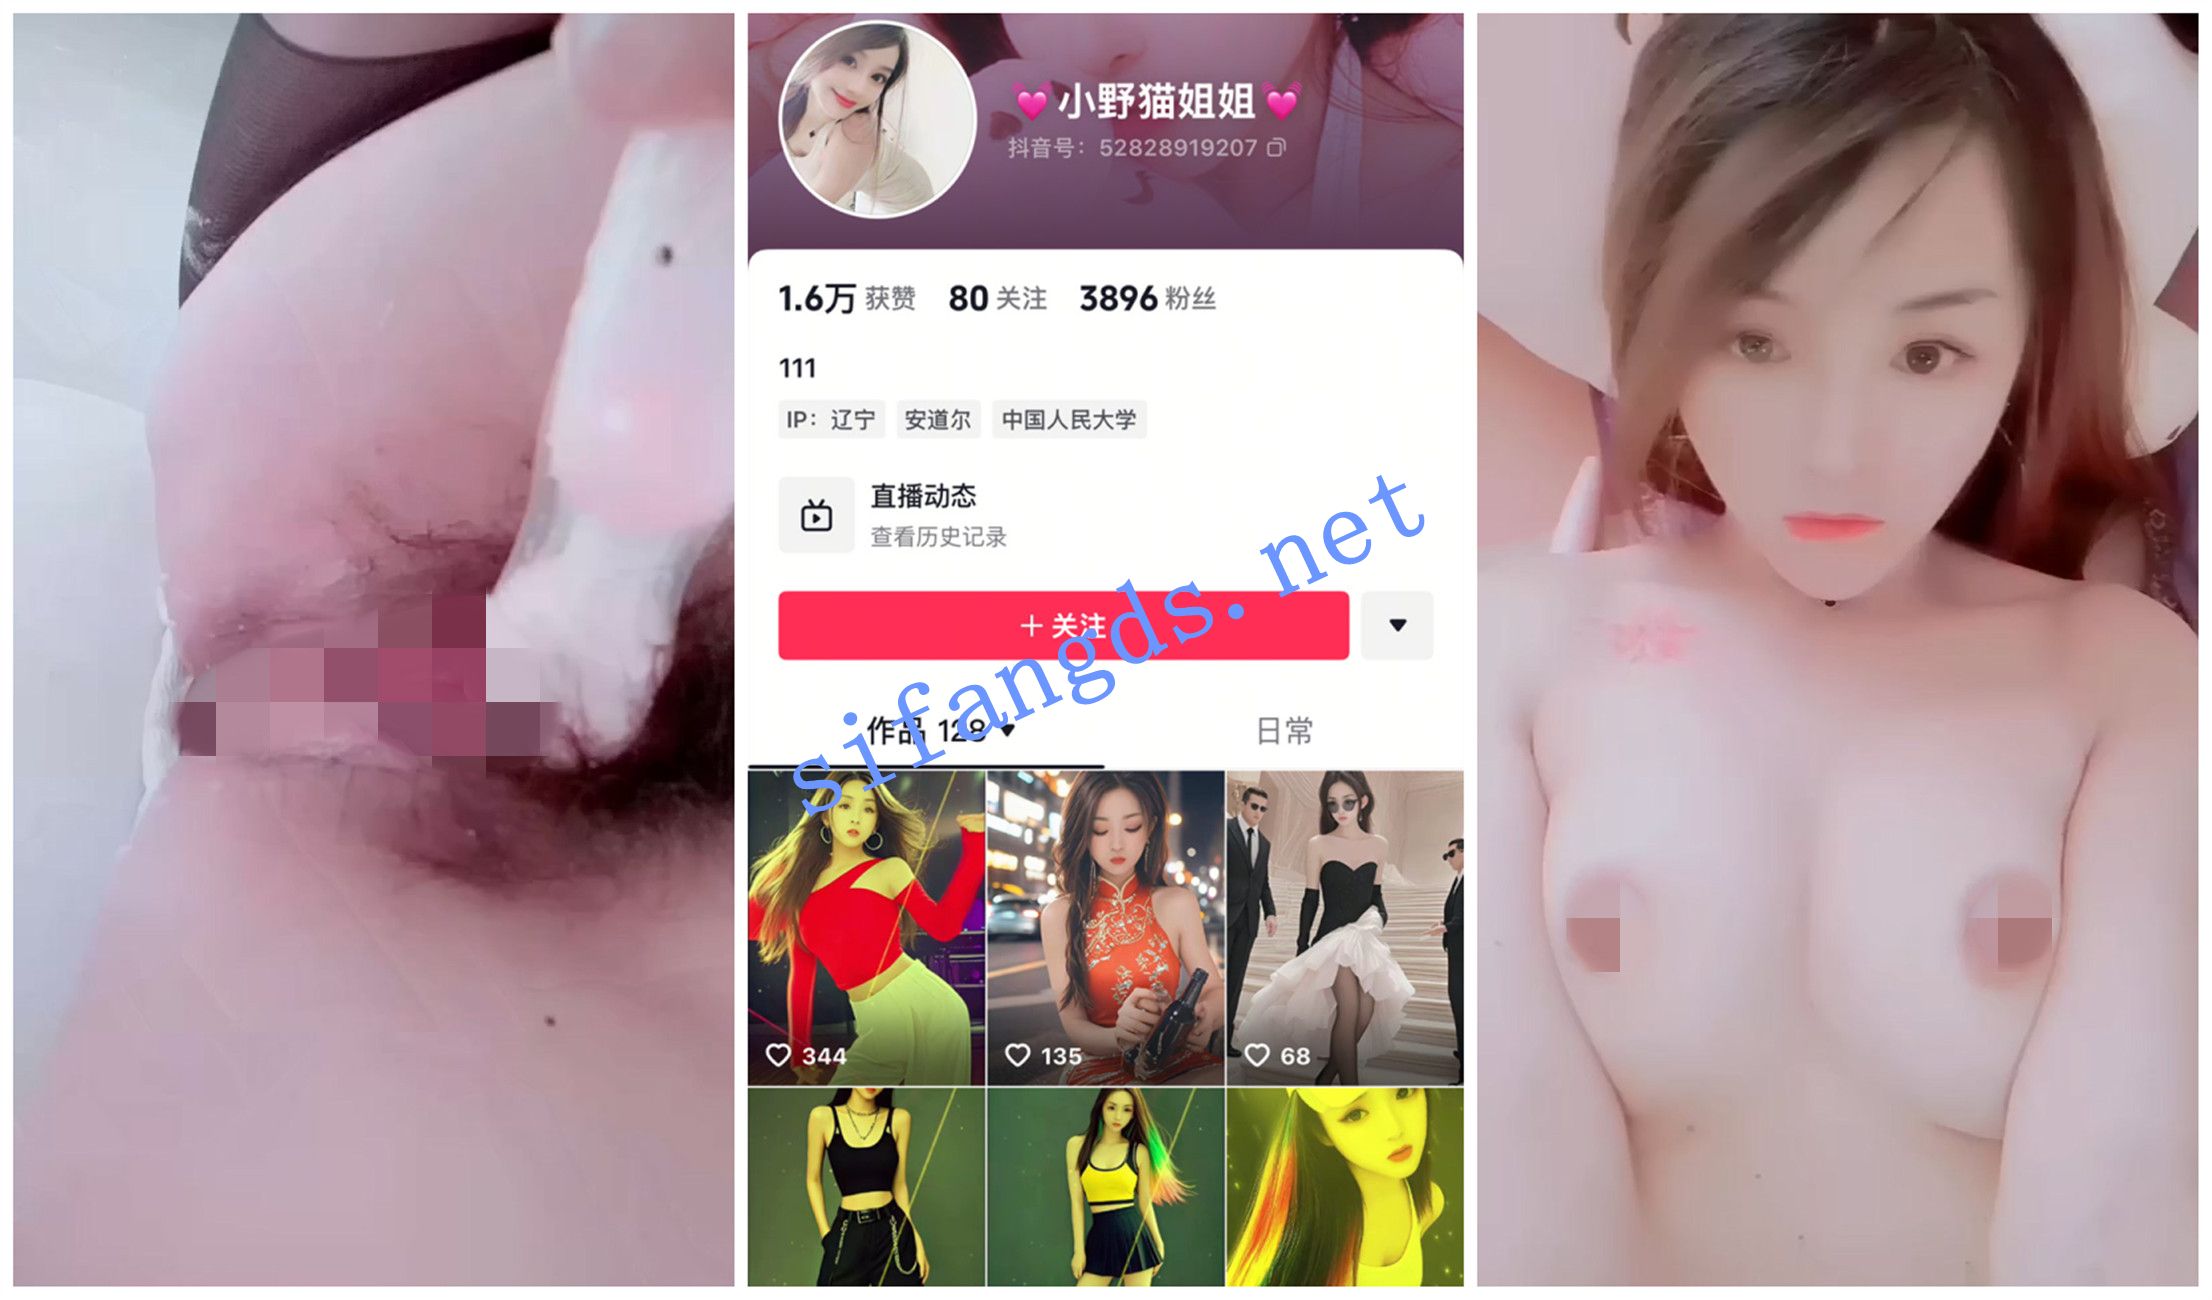 💓小野猫姐姐💓
抖音号：52828919207
1.6万 获赞 80 关注 3896 粉丝
111
IP：辽宁 安道尔 中国人民大学
直播动态
查看历史记录
＋关注
作品 128 日常
sifangds.net
344 135 68